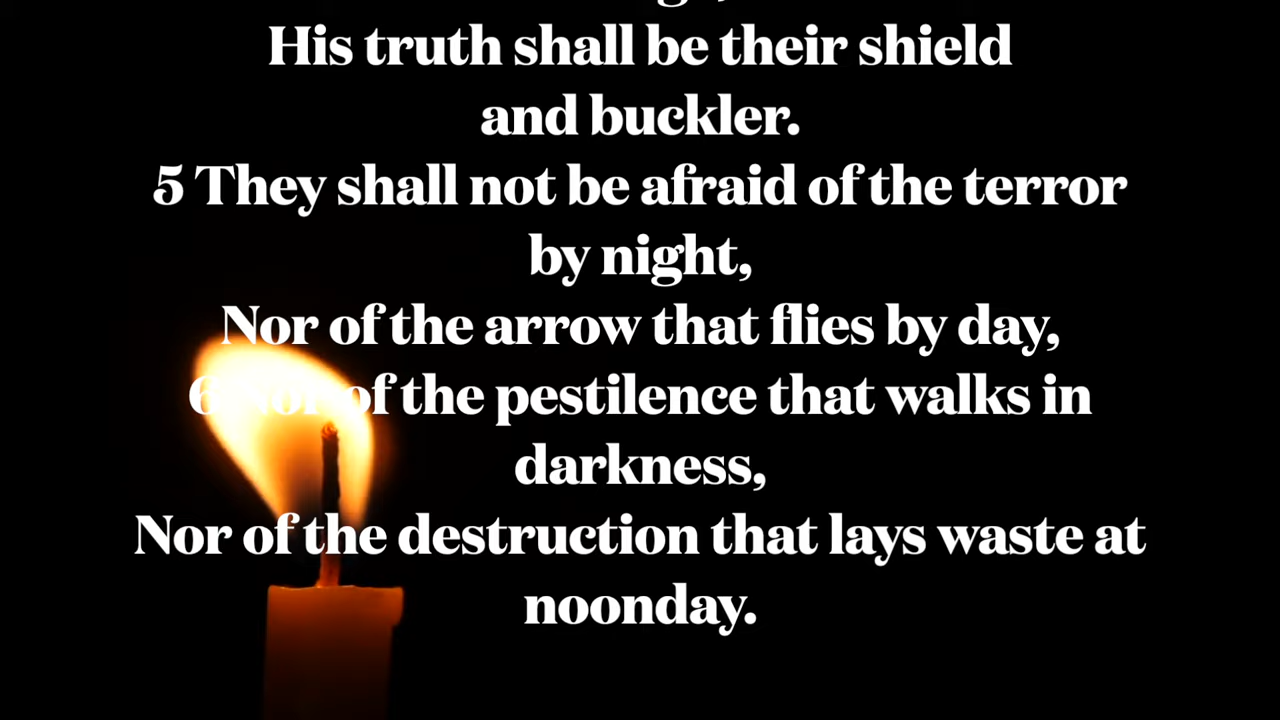 His truth shall be their shield
and buckler.
5 They shall not be afraid of the terror
by night,
Nor of the arrow that flies by day,
6 Nor of the pestilence that walks in
darkness,
Nor of the destruction that lays waste at
noonday.